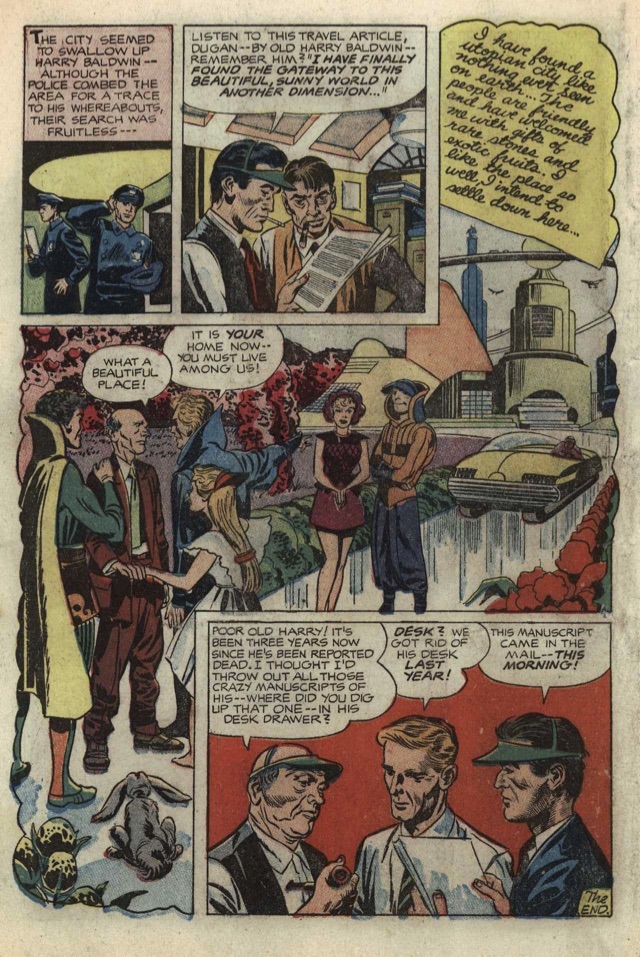 THE CITY SEEMED
TO SWALLOW UP
HARRY BALDWIN--
ALTHOUGH THE
POLICE COMBED THE
AREA FOR A TRACE
TO HIS WHEREABOUTS,
THEIR SEARCH WAS
FRUITLESS---
LISTEN TO THIS TRAVEL ARTICLE,
DUGAN--BY OLD HARRY BALDWIN--
REMEMBER HIM? "I HAVE FINALLY
FOUND THE GATEWAY TO THIS
BEAUTIFUL, SUNNY WORLD IN
ANOTHER DIMENSION..."
I have found a
utopian city like
nothing ever seen
on earth... The
people are friendly
and have welcomed
me with gifts of
rare stones and
exotic fruits. I
like the place so
well I intend to
settle down here...
WHAT A
BEAUTIFUL
PLACE!
IT IS YOUR
HOME NOW--
YOU MUST LIVE
AMONG US!
POOR OLD HARRY! IT'S
BEEN THREE YEARS NOW
SINCE HE'S BEEN REPORTED
DEAD. I THOUGHT I'D
THROW OUT ALL THOSE
CRAZY MANUSCRIPTS OF
HIS--WHERE DID YOU DIG
UP THAT ONE--IN HIS
DESK DRAWER?
DESK? WE
GOT RID OF
HIS DESK
LAST
YEAR!
THIS MANUSCRIPT
CAME IN THE
MAIL--THIS
MORNING!
The
END.